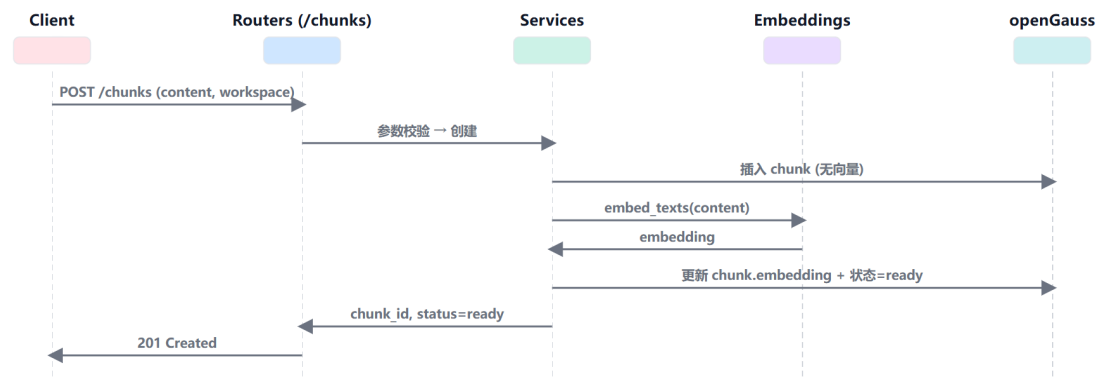 Client
Routers (/chunks)
Services
Embeddings
openGauss
POST /chunks (content, workspace)
参数校验 → 创建
插入 chunk (无向量)
embed_texts(content)
embedding
更新 chunk.embedding + 状态=ready
chunk_id, status=ready
201 Created